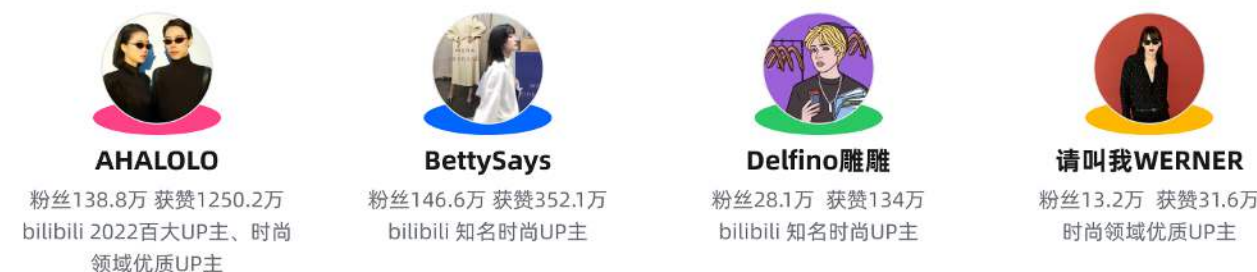 AHALOLO
粉丝138.8万 获赞1250.2万
bilibili 2022百大UP主、时尚
领域优质UP主
BettySays
粉丝146.6万 获赞352.1万
bilibili 知名时尚UP主
Delfino雕雕
粉丝28.1万 获赞134万
bilibili 知名时尚UP主
请叫我WERNER
粉丝13.2万 获赞31.6万
时尚领域优质UP主